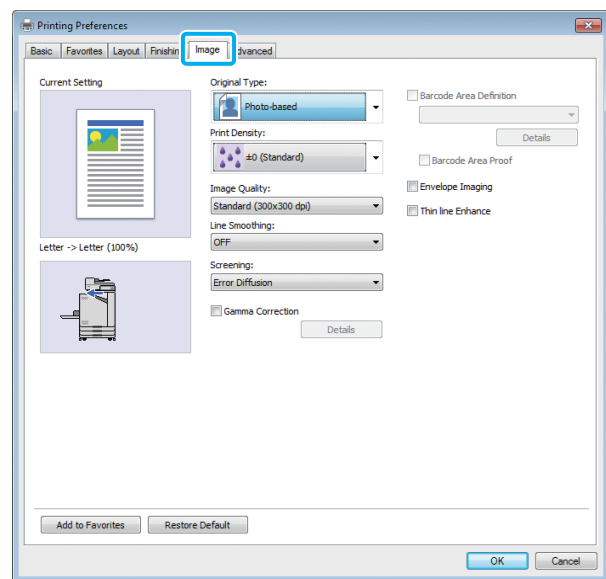 Printing Preferences
Basic Favorites Layout Finishin Image dvanced
Current Setting
Letter -> Letter (100%)
Original Type:
Photo-based
Print Density:
±0 (Standard)
Image Quality:
Standard (300x300 dpi)
Line Smoothing:
OFF
Screening:
Error Diffusion
Gamma Correction
Details
Barcode Area Definition
Details
Barcode Area Proof
Envelope Imaging
Thin line Enhance
Add to Favorites Restore Default
OK Cancel